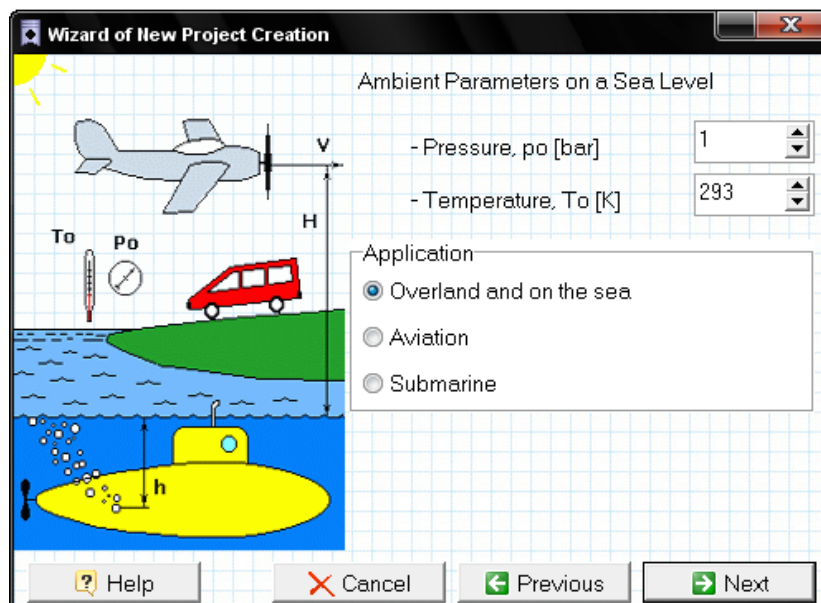 Wizard of New Project Creation
Ambient Parameters on a Sea Level
- Pressure, po [bar]
1
- Temperature, To [K]
293
V
H
To
Po
h
Application
Overland and on the sea
Aviation
Submarine
Help
Cancel
Previous
Next